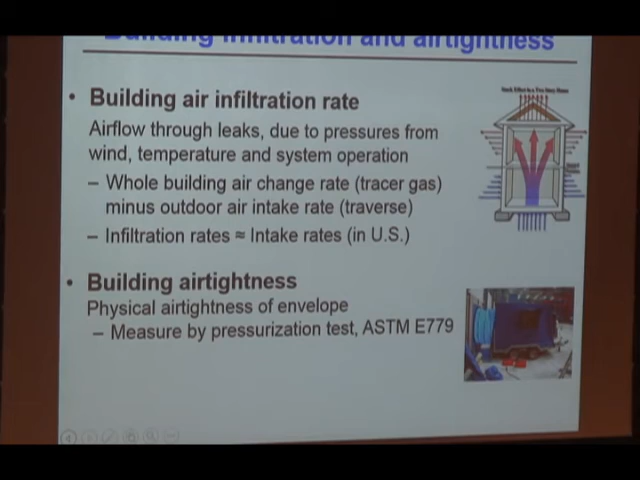 Building infiltration and airtightness
• Building air infiltration rate
Airflow through leaks, due to pressures from
wind, temperature and system operation
– Whole building air change rate (tracer gas)
minus outdoor air intake rate (traverse)
– Infiltration rates ≈ Intake rates (in U.S.)
• Building airtightness
Physical airtightness of envelope
– Measure by pressurization test, ASTM E779